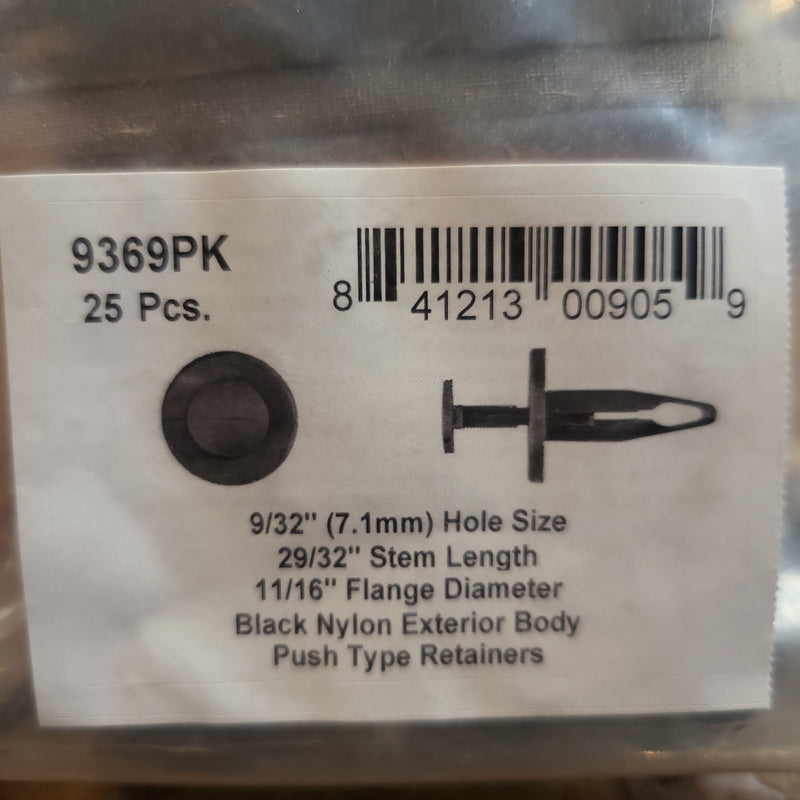 9369PK
25 Pcs.
8 41213 00905 9
9/32" (7.1mm) Hole Size
29/32" Stem Length
11/16" Flange Diameter
Black Nylon Exterior Body
Push Type Retainers